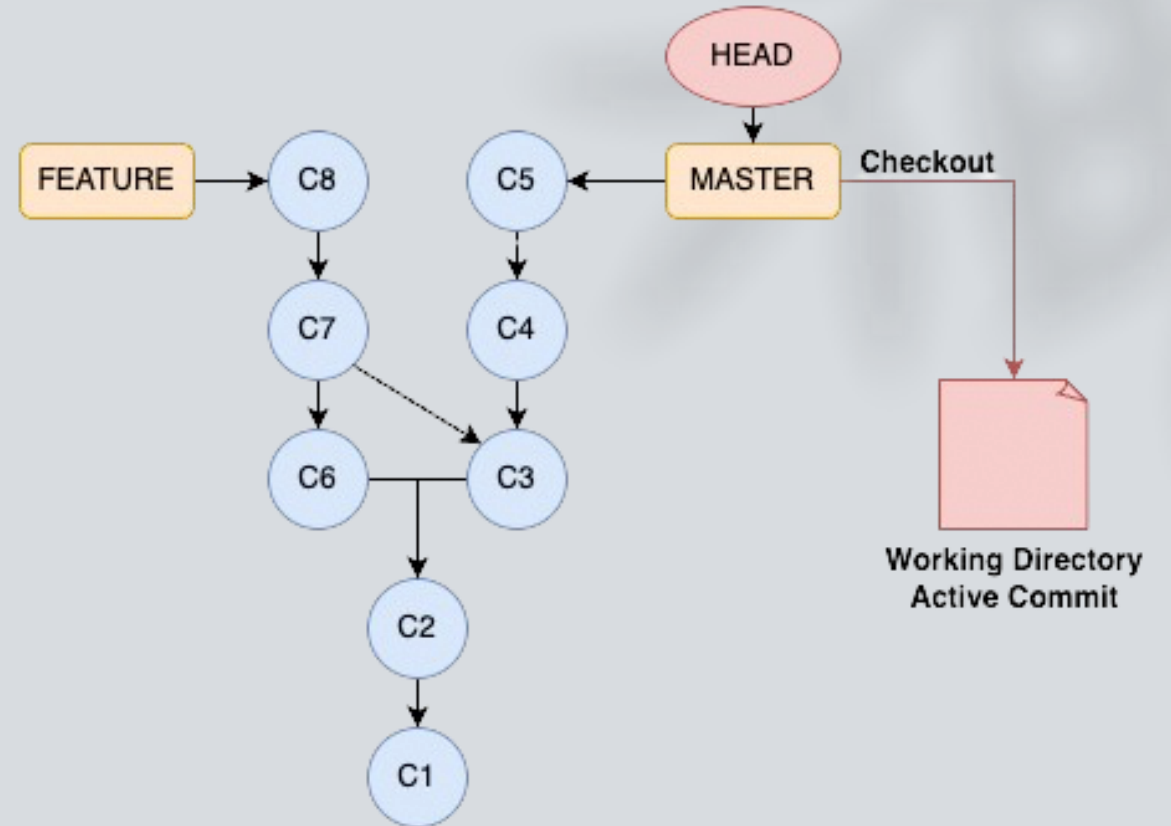 HEAD
FEATURE
C8
C5
MASTER
Checkout
C7
C4
C6
C3
Working Directory
Active Commit
C2
C1